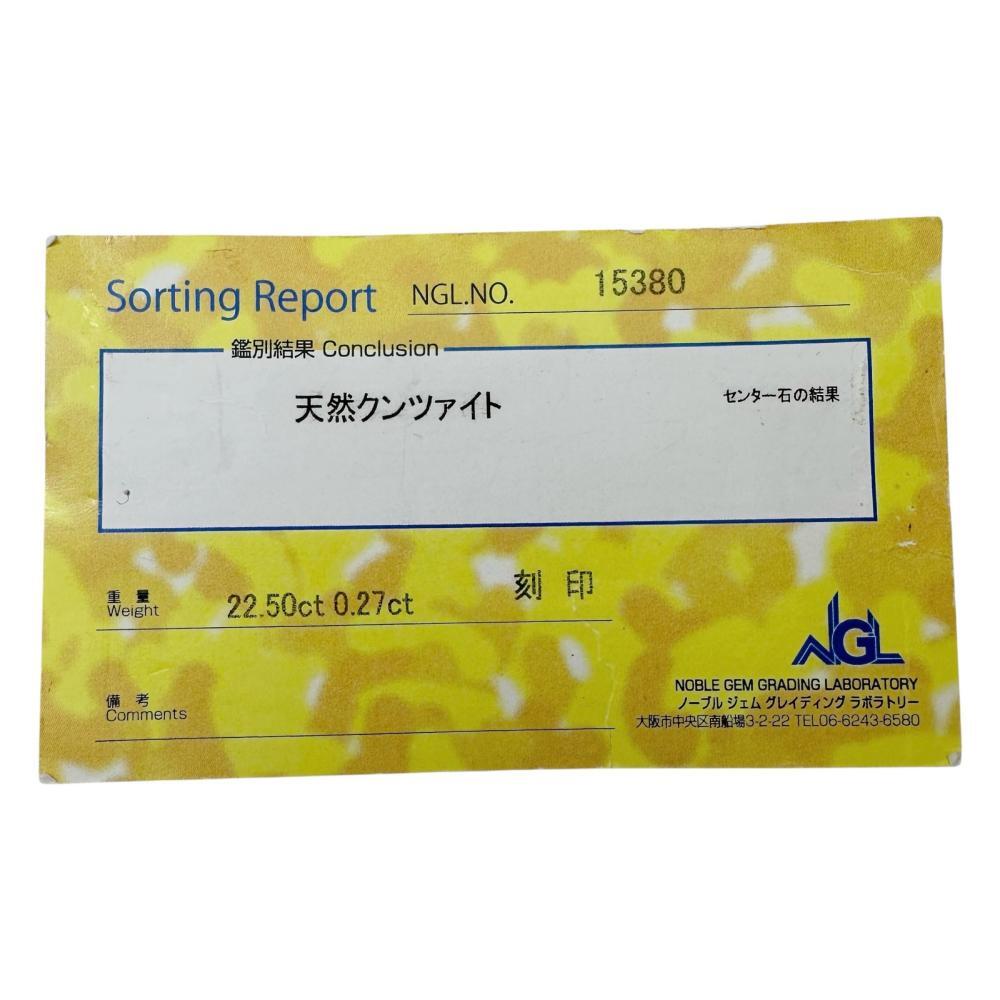 Sorting Report NGL.NO. 15380
鑑別結果 Conclusion
天然クンツァイト センター石の結果
重量 22.50ct 0.27ct 刻印
Weight
備考
Comments
NGL
NOBLE GEM GRADING LABORATORY
ノーブル ジェム グレイディング ラボラトリー
大阪市中央区南船場3-2-22 TEL06-6243-6580